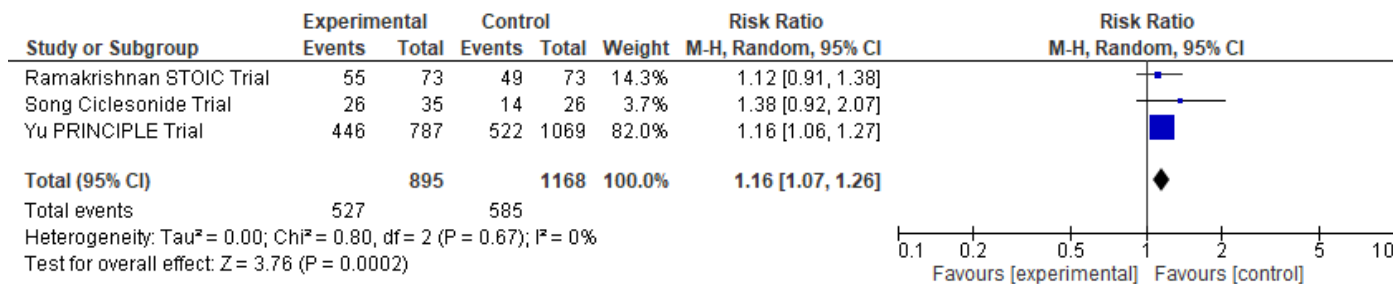 Experimental Control Risk Ratio Risk Ratio
Study or Subgroup Events Total Events Total Weight M-H, Random, 95% CI M-H, Random, 95% CI
Ramakrishnan STOIC Trial 55 73 49 73 14.3% 1.12 [0.91, 1.38]
Song Ciclesonide Trial 26 35 14 26 3.7% 1.38 [0.92, 2.07]
Yu PRINCIPLE Trial 446 787 522 1069 82.0% 1.16 [1.06, 1.27]
Total (95% CI) 895 1168 100.0% 1.16 [1.07, 1.26]
Total events 527 585
Heterogeneity: Tau² = 0.00; Chi² = 0.80, df = 2 (P = 0.67); I² = 0%
Test for overall effect: Z = 3.76 (P = 0.0002)
0.1 0.2 0.5 1 2 5 10
Favours [experimental] Favours [control]